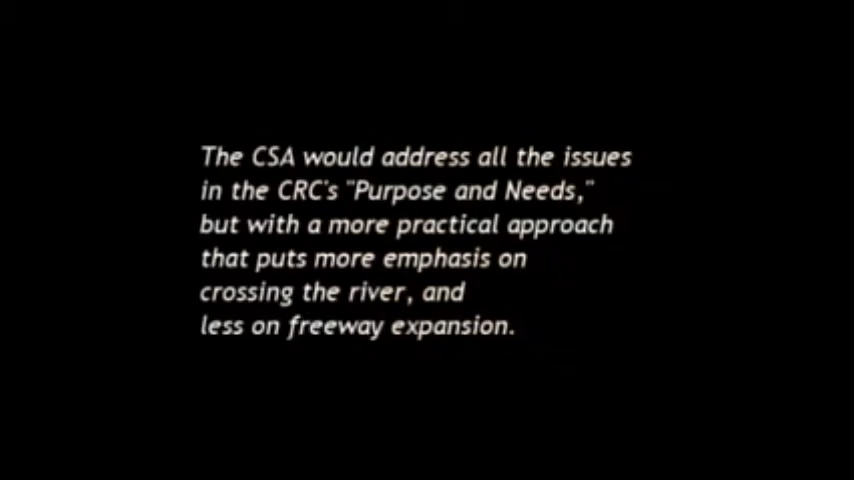 The CSA would address all the issues
in the CRC's "Purpose and Needs,"
but with a more practical approach
that puts more emphasis on
crossing the river, and
less on freeway expansion.